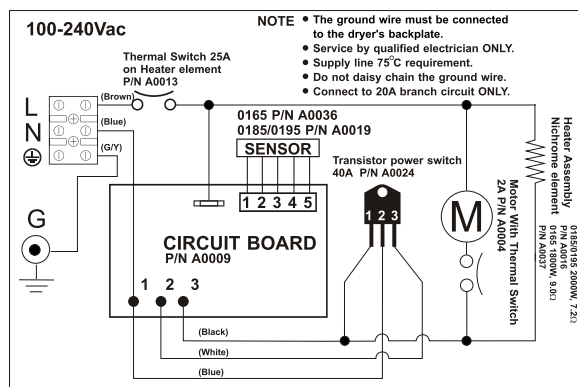 100-240Vac
NOTE • The ground wire must be connected
to the dryer's backplate.
• Service by qualified electrician ONLY.
• Supply line 75°C requirement.
• Do not daisy chain the ground wire.
• Connect to 20A branch circuit ONLY.
Thermal Switch 25A
on Heater element
P/N A0013
L
N
(Brown)
(Blue)
(G/Y)
G
0165 P/N A0036
0185/0195 P/N A0019
SENSOR
1 2 3 4 5
Transistor power switch
40A P/N A0024
1 2 3
CIRCUIT BOARD
P/N A0009
1 2 3
(Black)
(White)
(Blue)
M
Motor With Thermal Switch
2A P/N A0004
Heater Assembly
Nichrome element
0185/0195 2000W, 7.2Ω
P/N A0016
0165 1800W, 9.0Ω
P/N A0037